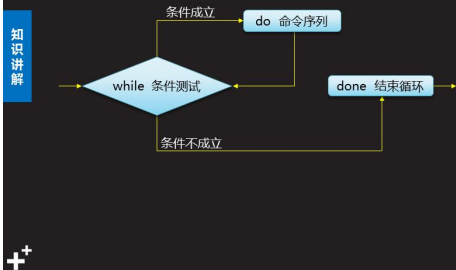 条件成立
do 命令序列
知识讲解
while 条件测试
done 结束循环
条件不成立